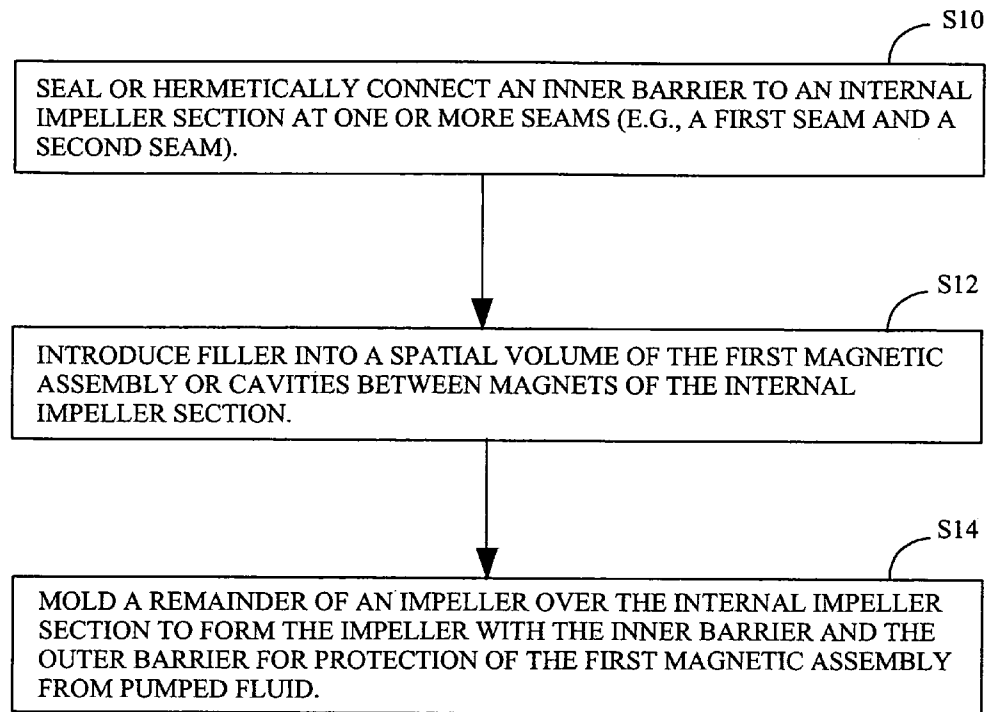 S10
SEAL OR HERMETICALLY CONNECT AN INNER BARRIER TO AN INTERNAL
IMPELLER SECTION AT ONE OR MORE SEAMS (E.G., A FIRST SEAM AND A
SECOND SEAM).
S12
INTRODUCE FILLER INTO A SPATIAL VOLUME OF THE FIRST MAGNETIC
ASSEMBLY OR CAVITIES BETWEEN MAGNETS OF THE INTERNAL
IMPELLER SECTION.
S14
MOLD A REMAINDER OF AN IMPELLER OVER THE INTERNAL IMPELLER
SECTION TO FORM THE IMPELLER WITH THE INNER BARRIER AND THE
OUTER BARRIER FOR PROTECTION OF THE FIRST MAGNETIC ASSEMBLY
FROM PUMPED FLUID.